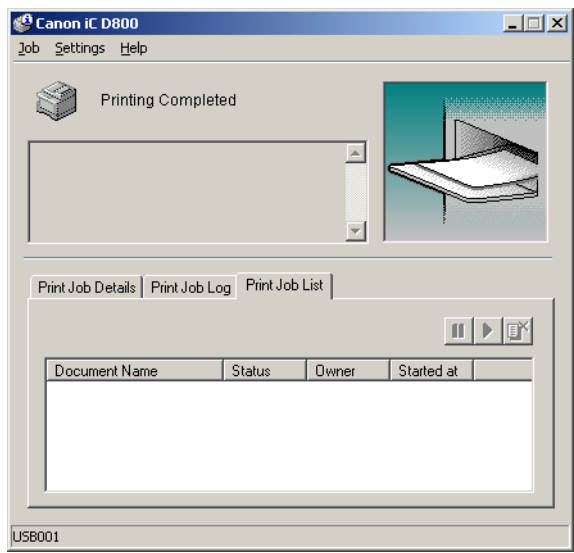 Canon iC D800
Job Settings Help
Printing Completed
Print Job Details Print Job Log Print Job List
Document Name Status Owner Started at
USB001